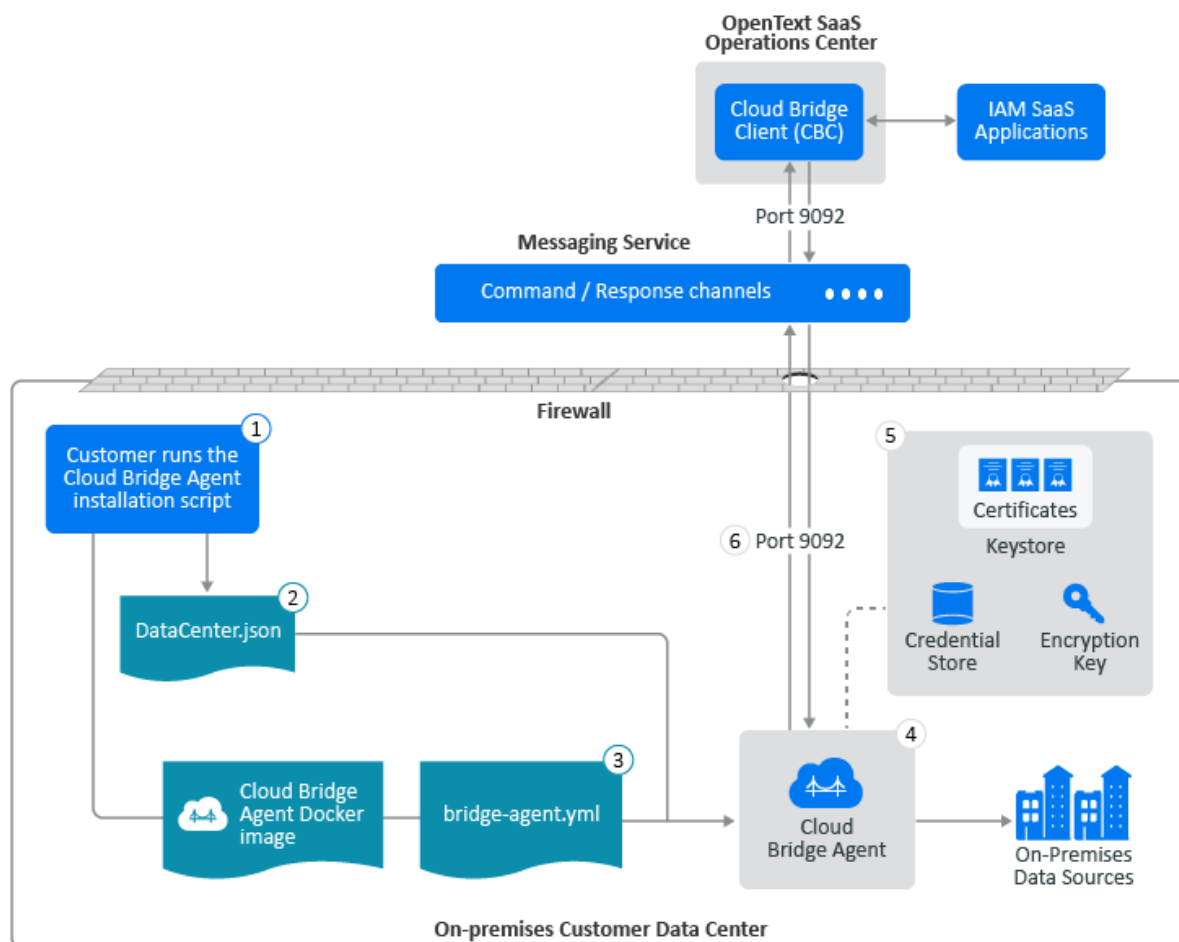 OpenText SaaS
Operations Center
Cloud Bridge
Client (CBC)
IAM SaaS
Applications
Port 9092
Messaging Service
Command / Response channels
Firewall
1
Customer runs the
Cloud Bridge Agent
installation script
5
Certificates
Keystore
6 Port 9092
2
DataCenter.json
Credential
Store
Encryption
Key
4
3
Cloud Bridge
Agent Docker
image
bridge-agent.yml
Cloud
Bridge Agent
On-Premises
Data Sources
On-premises Customer Data Center